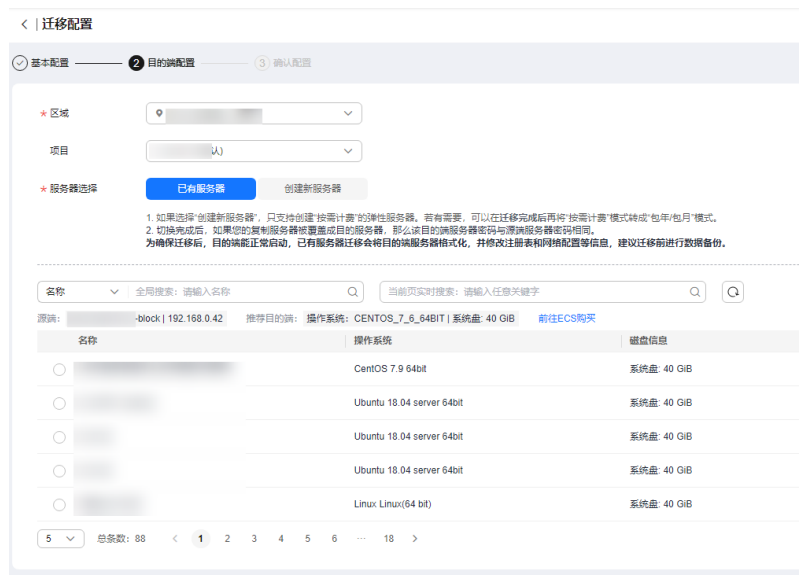 迁移配置
基本配置 2 目的端配置 3 确认配置
* 区域
项目 认)
* 服务器选择 已有服务器 创建新服务器
1. 如果选择“创建新服务器”，只支持创建“按需计费”的弹性服务器。若有需要，可以在迁移完成后再将“按需计费”模式转成“包年/包月”模式。
2. 切换完成后，如果您的复制服务器被覆盖成目的服务器，那么该目的端服务器密码与源端服务器密码相同。
为确保迁移后，目的端能正常启动，已有服务器迁移会将目的端服务器格式化，并修改注册表和网络配置等信息，建议迁移前进行数据备份。
名称 全局搜索：请输入名称 当前页实时搜索：请输入任意关键字
源端： -block | 192.168.0.42 推荐目的端： 操作系统：CENTOS_7_6_64BIT | 系统盘: 40 GiB 前往ECS购买
名称 操作系统 磁盘信息
CentOS 7.9 64bit 系统盘: 40 GiB
Ubuntu 18.04 server 64bit 系统盘: 40 GiB
Ubuntu 18.04 server 64bit 系统盘: 40 GiB
Ubuntu 18.04 server 64bit 系统盘: 40 GiB
Linux Linux(64 bit) 系统盘: 40 GiB
5 总条数：88 < 1 2 3 4 5 6 ··· 18 >